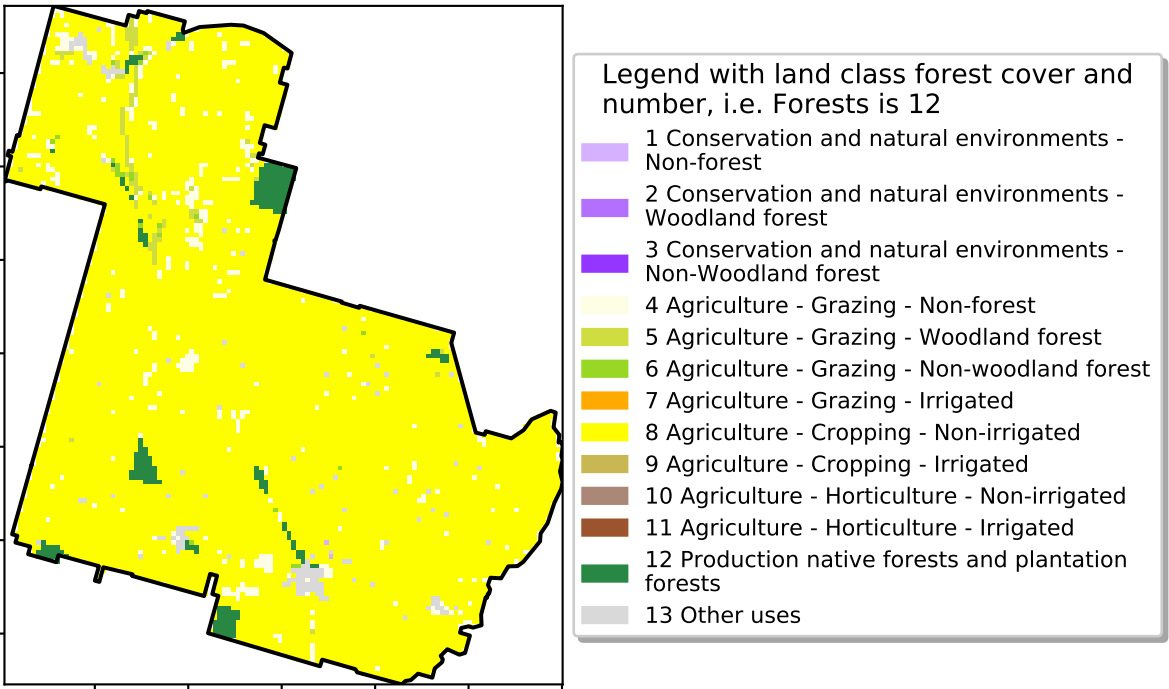 Legend with land class forest cover and
number, i.e. Forests is 12
1 Conservation and natural environments -
Non-forest
2 Conservation and natural environments -
Woodland forest
3 Conservation and natural environments -
Non-Woodland forest
4 Agriculture - Grazing - Non-forest
5 Agriculture - Grazing - Woodland forest
6 Agriculture - Grazing - Non-woodland forest
7 Agriculture - Grazing - Irrigated
8 Agriculture - Cropping - Non-irrigated
9 Agriculture - Cropping - Irrigated
10 Agriculture - Horticulture - Non-irrigated
11 Agriculture - Horticulture - Irrigated
12 Production native forests and plantation
forests
13 Other uses